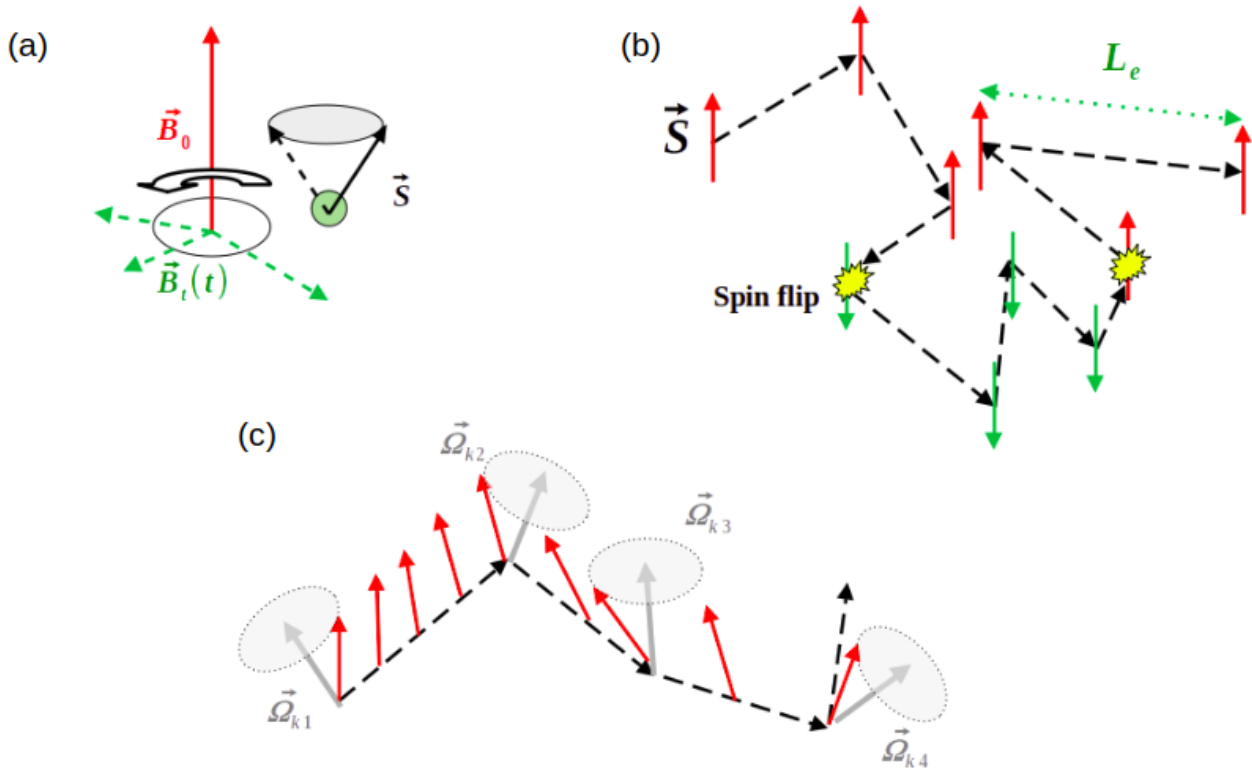 (a)
B⃗₀
S⃗
B⃗ₜ(t)
(b)
S⃗
Lₑ
Spin flip
(c)
Ω⃗ₖ₁
Ω⃗ₖ₂
Ω⃗ₖ₃
Ω⃗ₖ₄